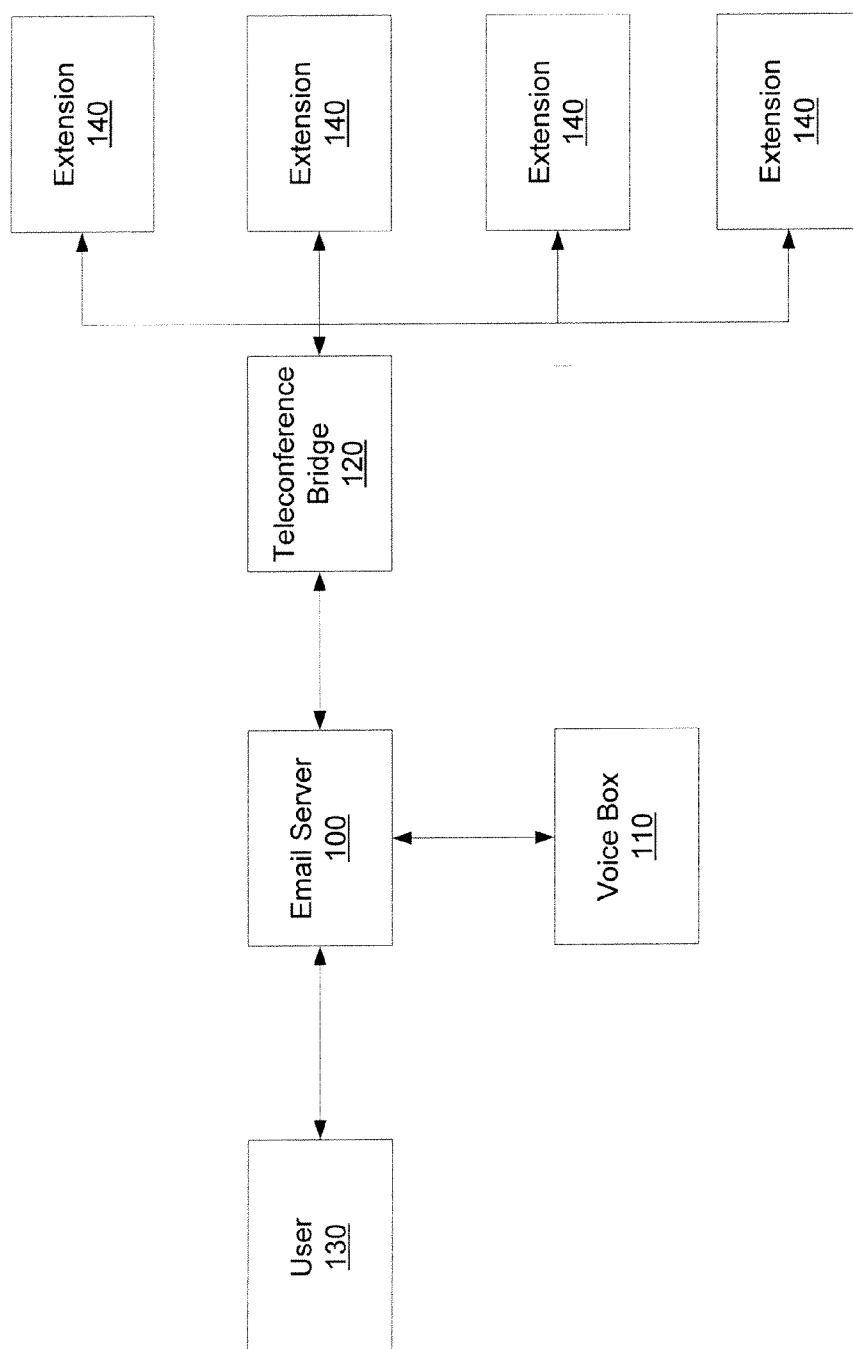 User
130
Email Server
100
Voice Box
110
Teleconference
Bridge
120
Extension
140
Extension
140
Extension
140
Extension
140